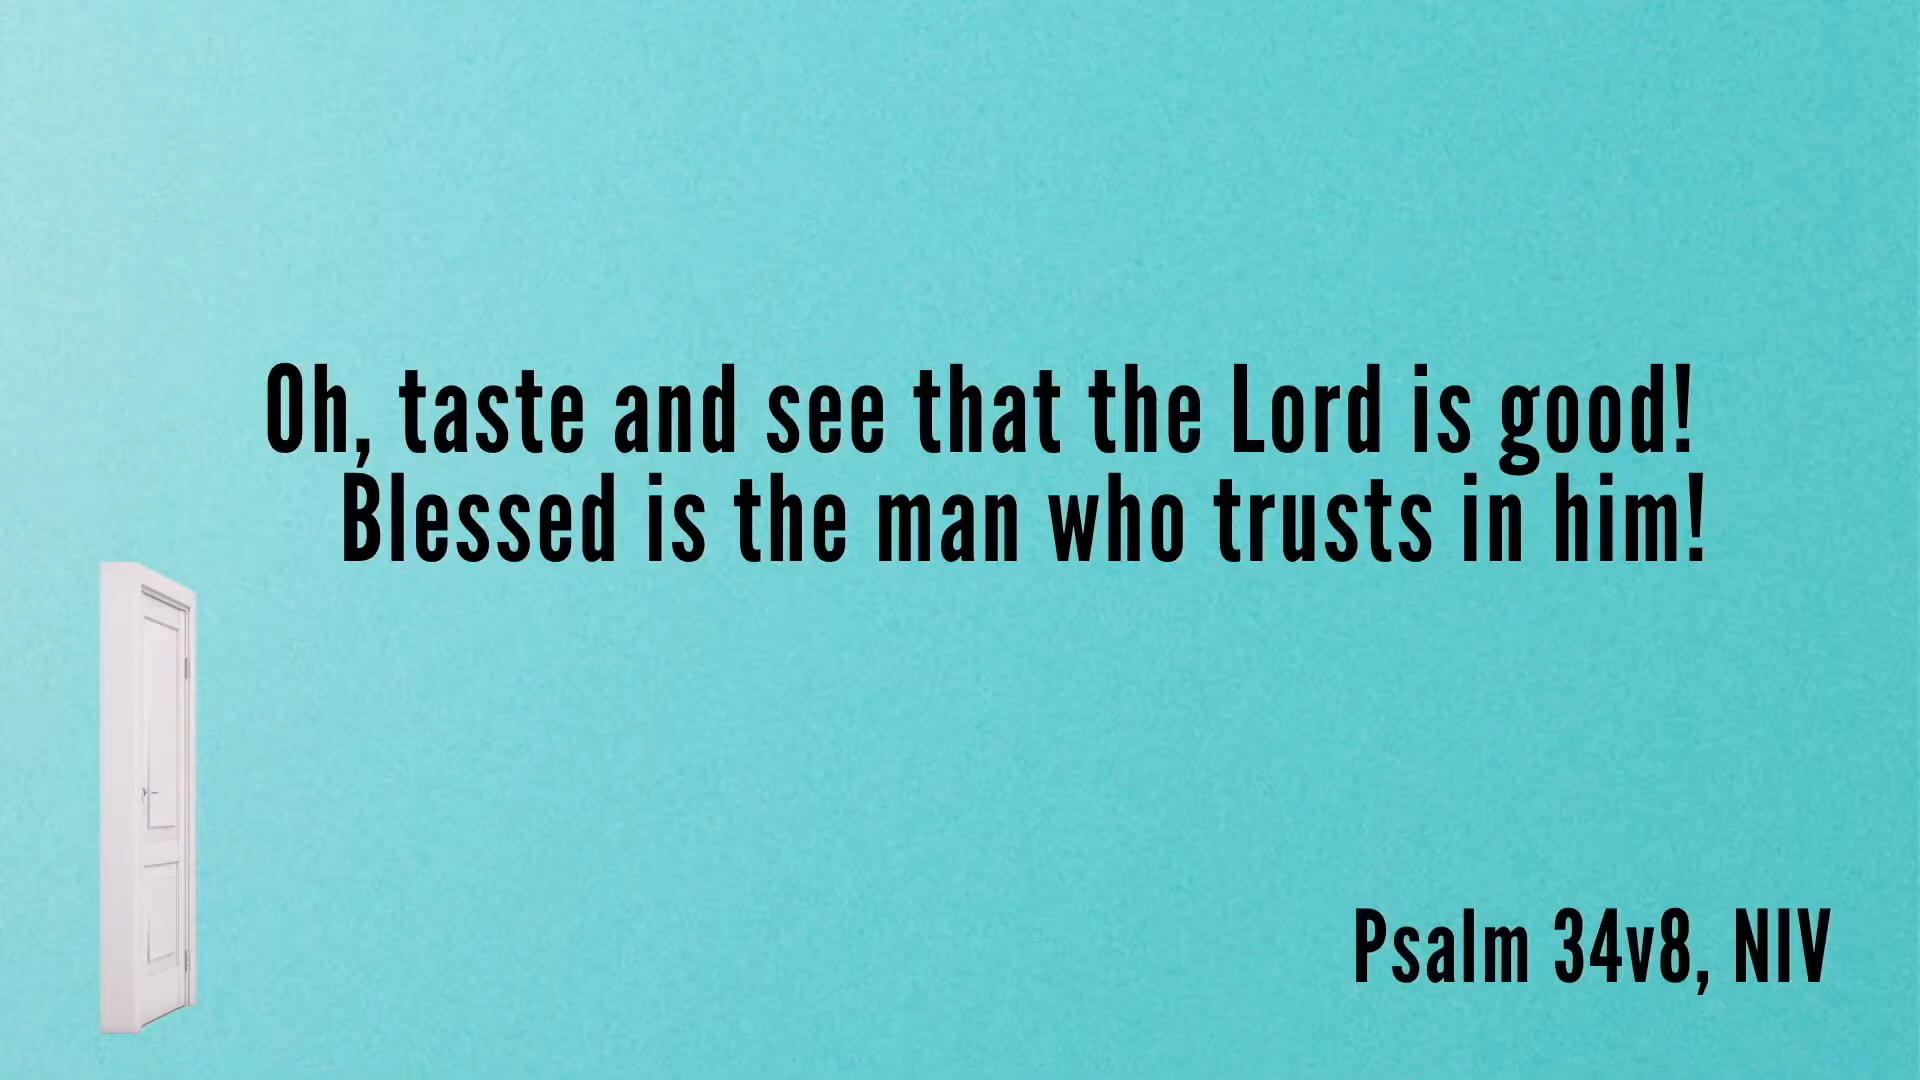 Oh, taste and see that the Lord is good!
Blessed is the man who trusts in him!
Psalm 34v8, NIV